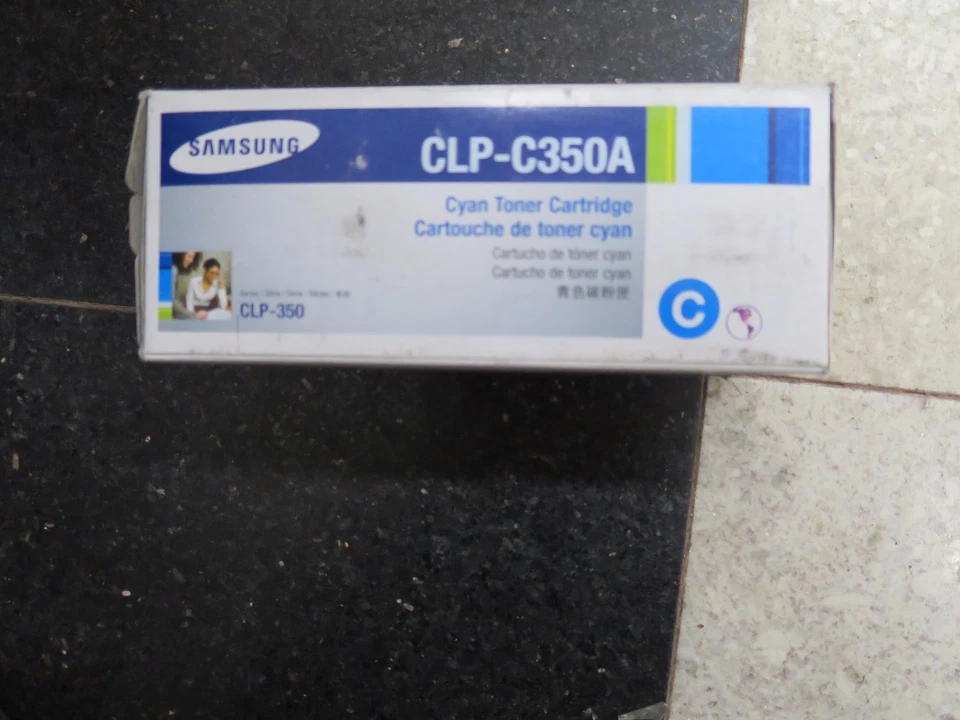 SAMSUNG
CLP-C350A
Cyan Toner Cartridge
Cartouche de toner cyan
Cartucho de tóner cyan
Cartucho de toner cyan
青色碳粉匣
CLP-350
C